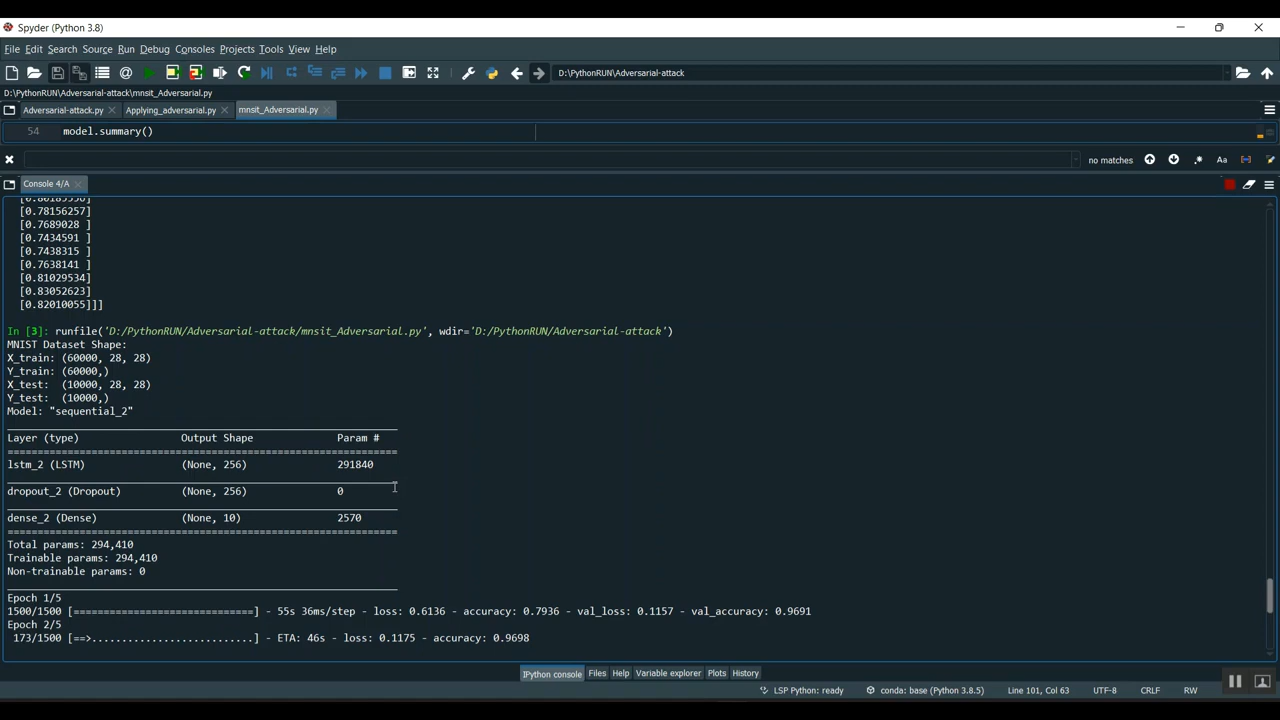 Spyder (Python 3.8)
File Edit Search Source Run Debug Consoles Projects Tools View Help
D:\PythonRUN\Adversarial-attack
D:\PythonRUN\Adversarial-attack\mnsit_Adversarial.py
Adversarial-attack.py Applying_adversarial.py mnsit_Adversarial.py
54 model.summary()
no matches .* Aa
Console 4/A
[0.78156257]
[0.7689028 ]
[0.7434591 ]
[0.7438315 ]
[0.7638141 ]
[0.81029534]
[0.83052623]
[0.82010055]]]
In [3]: runfile('D:/PythonRUN/Adversarial-attack/mnsit_Adversarial.py', wdir='D:/PythonRUN/Adversarial-attack')
MNIST Dataset Shape:
X_train: (60000, 28, 28)
Y_train: (60000,)
X_test:  (10000, 28, 28)
Y_test:  (10000,)
Model: "sequential_2"
Layer (type) Output Shape Param #
=================================================================
lstm_2 (LSTM) (None, 256) 291840
dropout_2 (Dropout) (None, 256) 0
dense_2 (Dense) (None, 10) 2570
=================================================================
Total params: 294,410
Trainable params: 294,410
Non-trainable params: 0
Epoch 1/5
1500/1500 [==============================] - 55s 36ms/step - loss: 0.6136 - accuracy: 0.7936 - val_loss: 0.1157 - val_accuracy: 0.9691
Epoch 2/5
173/1500 [==>...........................] - ETA: 46s - loss: 0.1175 - accuracy: 0.9698
IPython console Files Help Variable explorer Plots History
LSP Python: ready conda: base (Python 3.8.5) Line 101, Col 63 UTF-8 CRLF RW